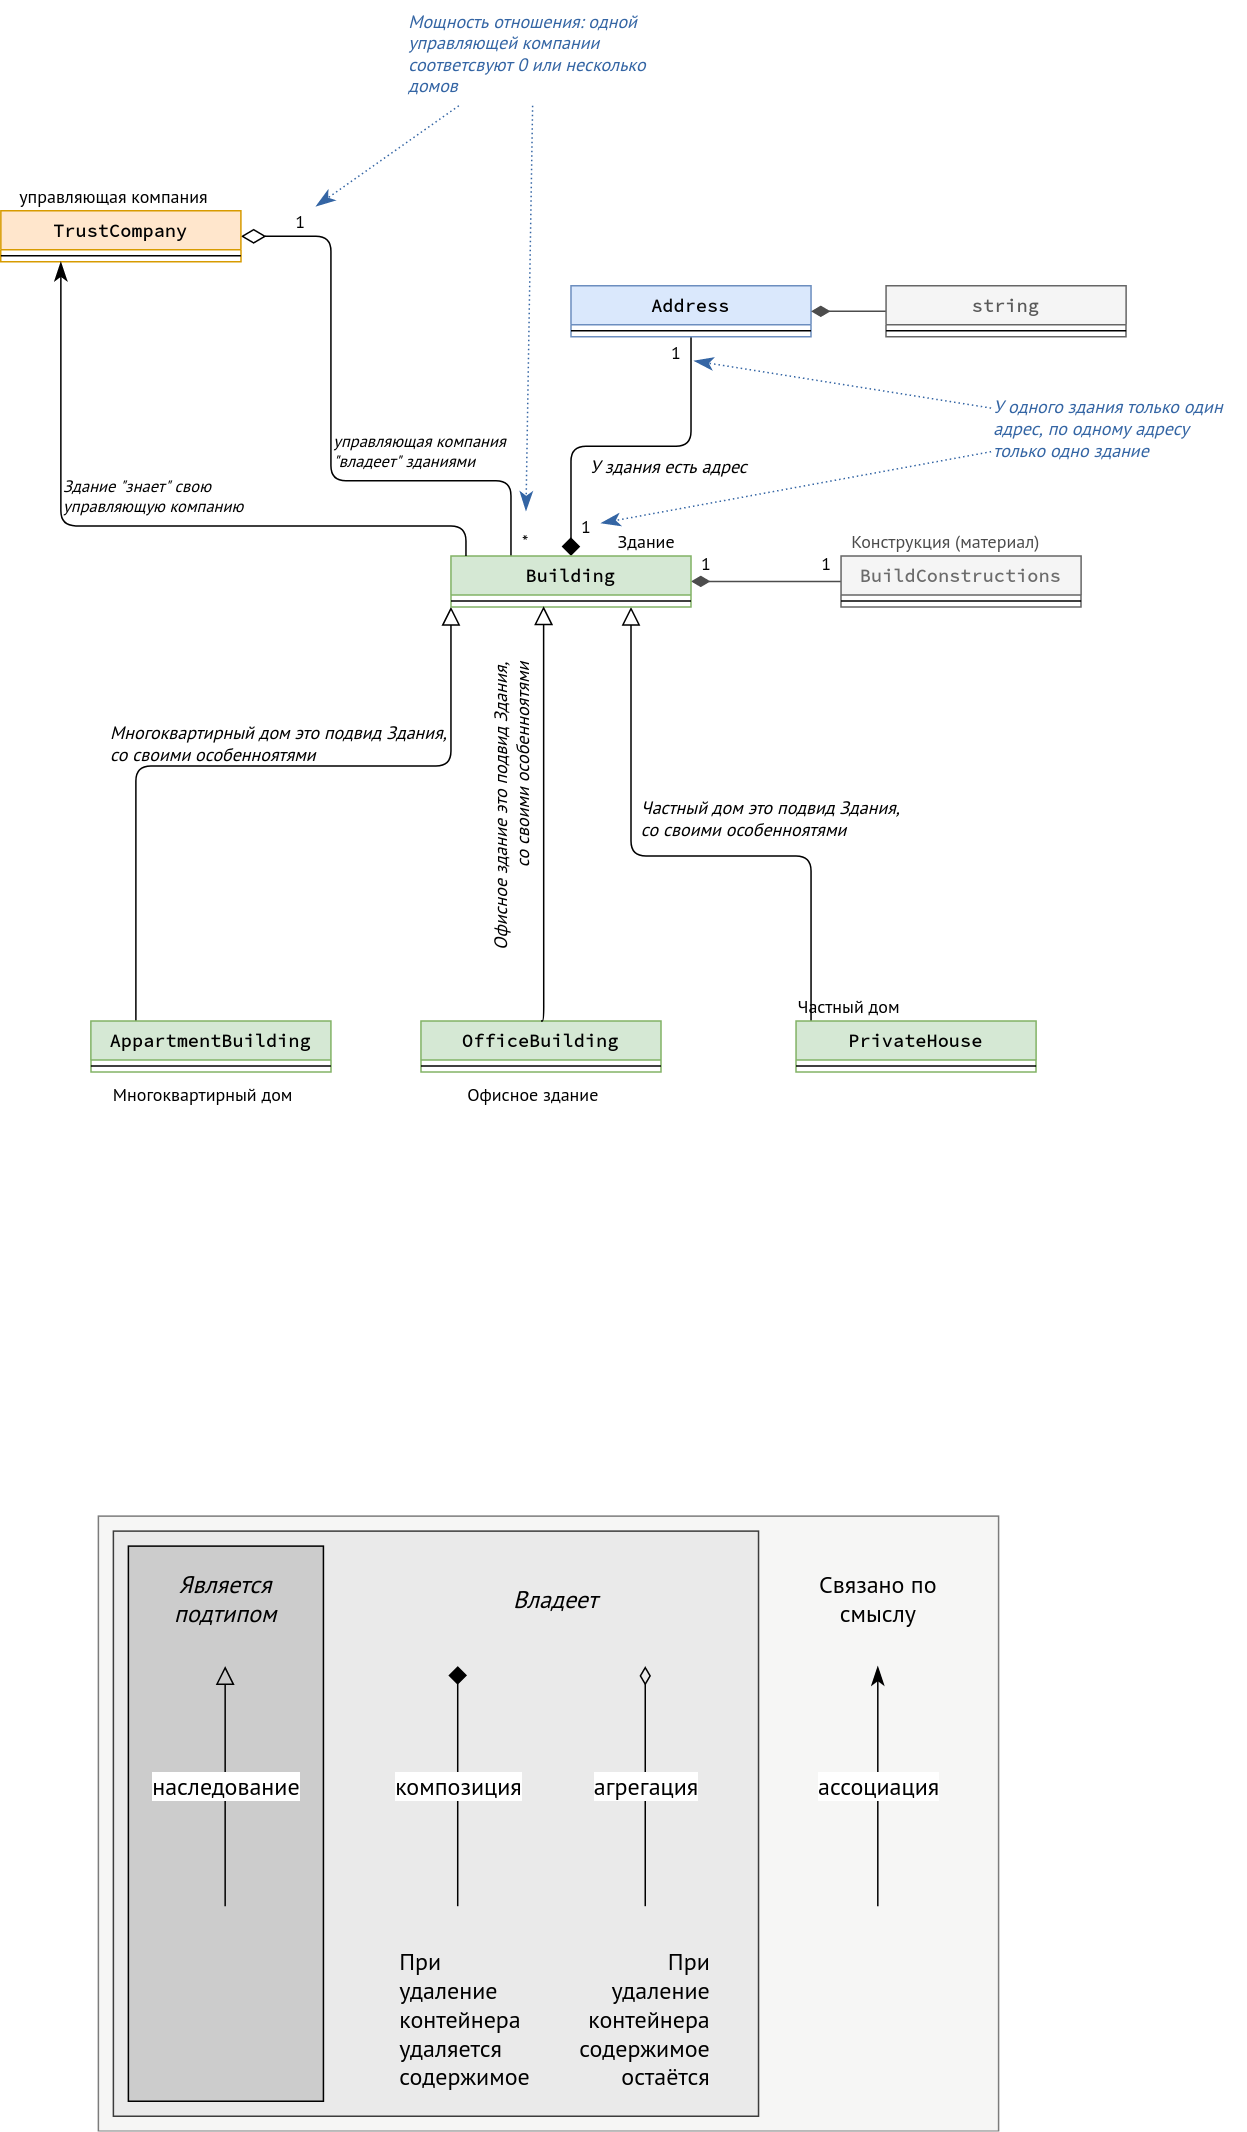 Мощность отношения: одной
управляющей компании
соответсвуют 0 или несколько
домов
управляющая компания
TrustCompany
1
Address
string
1
У одного здания только один
адрес, по одному адресу
только одно здание
управляющая компания
"владеет" зданиями
У здания есть адрес
Здание "знает" свою
управляющую компанию
*
1
Здание
Конструкция (материал)
Building
1
1
BuildConstructions
Многоквартирный дом это подвид Здания,
со своими особенноятями
Офисное здание это подвид Здания,
со своими особенноятями
Частный дом это подвид Здания,
со своими особенноятями
Частный дом
AppartmentBuilding
OfficeBuilding
PrivateHouse
Многоквартирный дом
Офисное здание
Является
подтипом
Владеет
Связано по
смыслу
наследование
композиция
агрегация
ассоциация
При
удаление
контейнера
удаляется
содержимое
При
удаление
контейнера
содержимое
остаётся